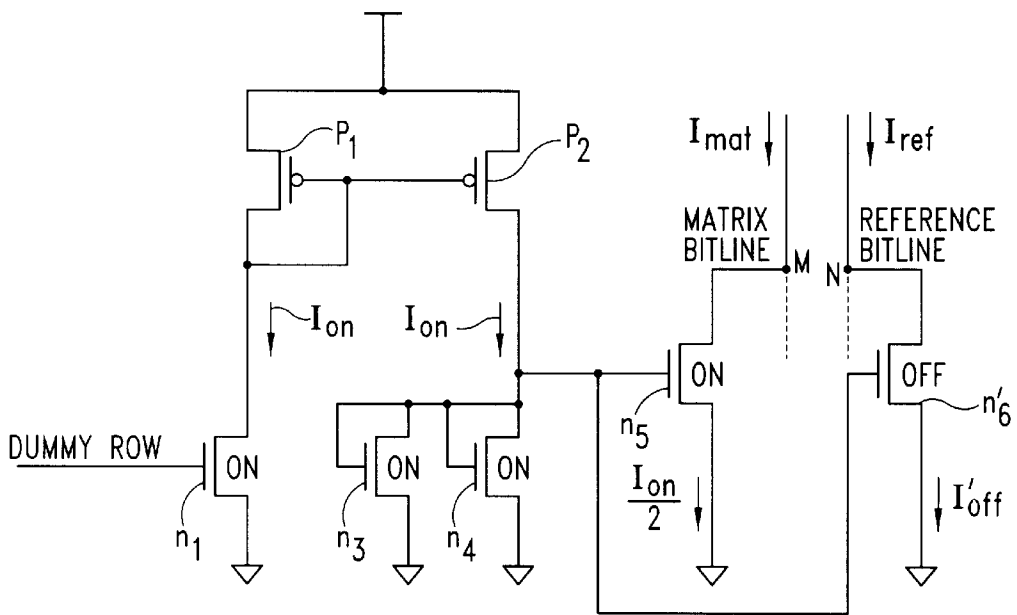 P1
P2
Imat
Iref
MATRIX
BITLINE
M
N
REFERENCE
BITLINE
Ion
Ion
ON
n5
OFF
n'6
DUMMY ROW
ON
n1
ON
n3
ON
n4
Ion
2
I'off